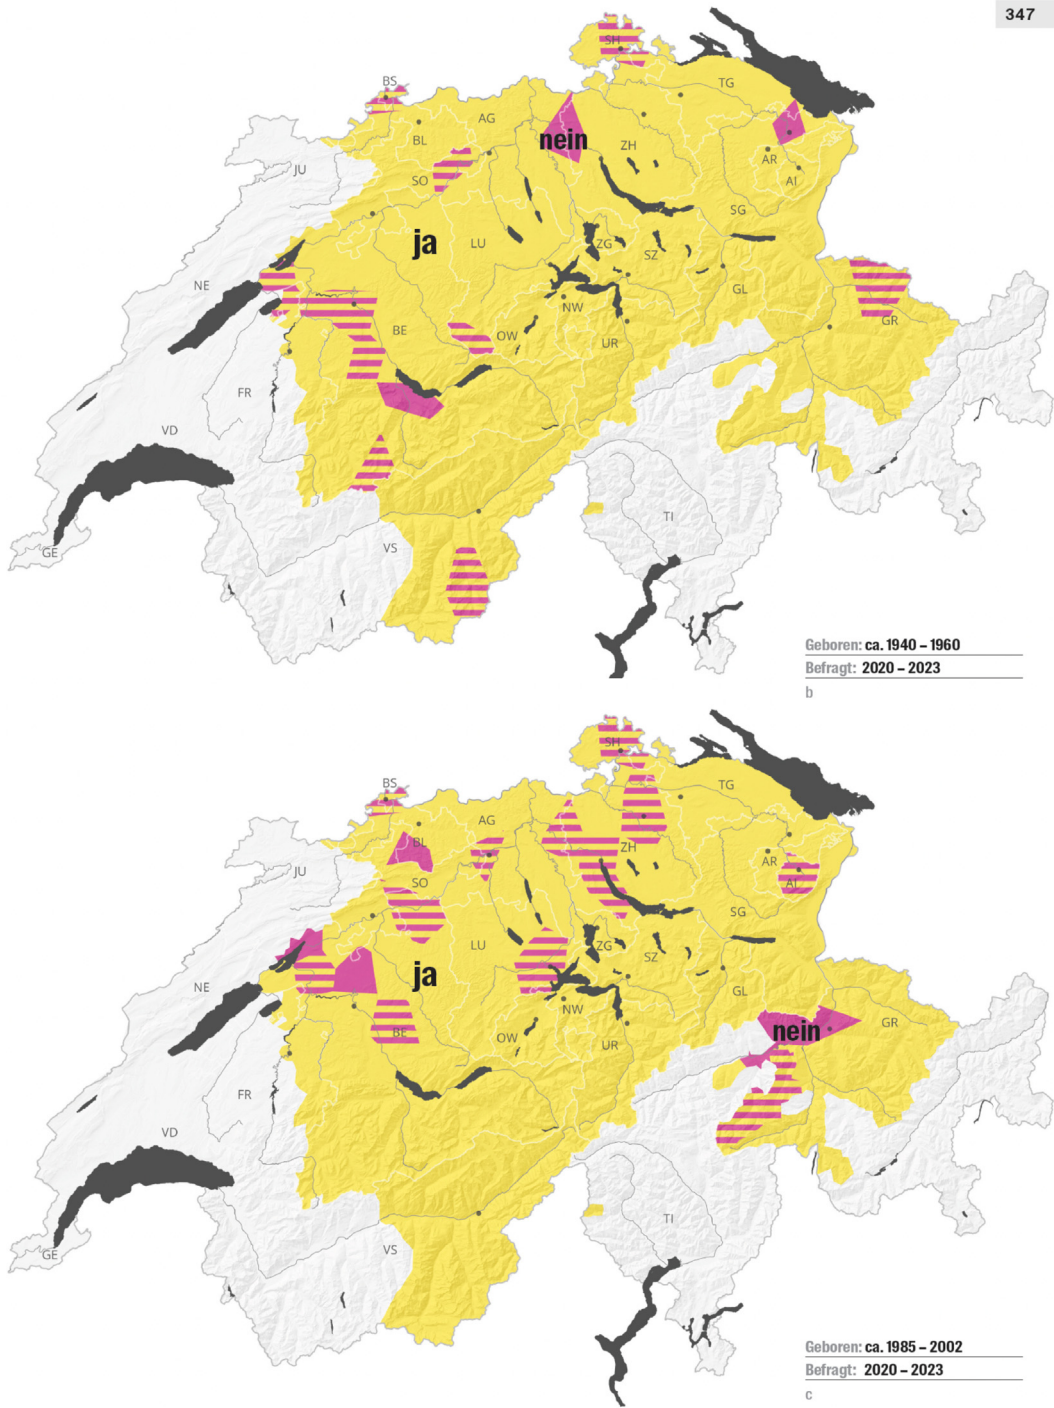 347
SH
BS
TG
AG
BL
nein
ZH
JU
AR
SO
AI
SG
ja
LU
ZG
SZ
NE
GL
NW
BE
OW
UR
GR
FR
VD
TI
VS
GE
Geboren: ca. 1940 – 1960
Befragt: 2020 – 2023
b
SH
BS
TG
AG
BL
ZH
JU
AR
SO
AI
SG
LU
ZG
SZ
ja
NE
GL
NW
GR
nein
BE
OW
UR
FR
VD
TI
VS
GE
Geboren: ca. 1985 – 2002
Befragt: 2020 – 2023
c